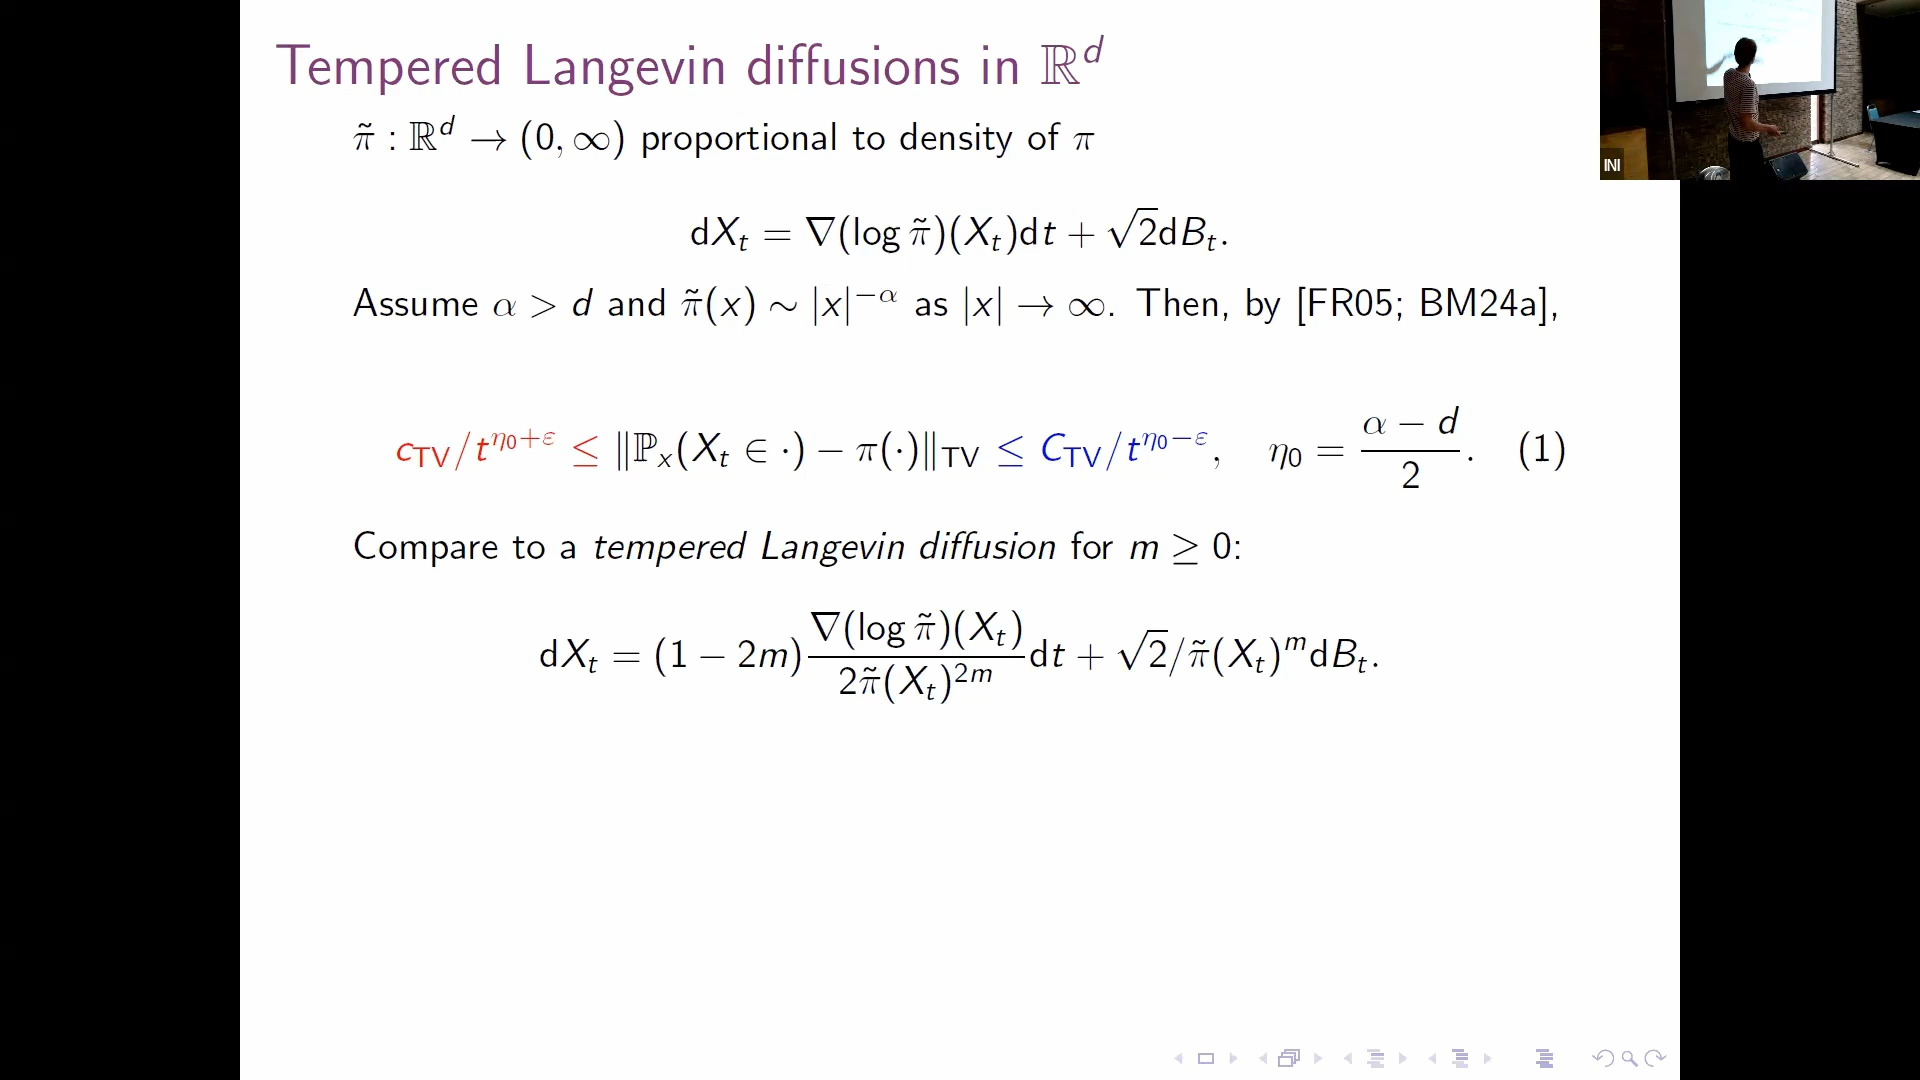 Tempered Langevin diffusions in ℝ^d
π̃ : ℝ^d → (0, ∞) proportional to density of π
dX_t = ∇(log π̃)(X_t)dt + √2dB_t.
Assume α > d and π̃(x) ∼ |x|^{−α} as |x| → ∞. Then, by [FR05; BM24a],
c_TV/t^{η_0+ε} ≤ ‖ℙ_x(X_t ∈ ·) − π(·)‖_TV ≤ C_TV/t^{η_0−ε}, η_0 = (α − d)/2. (1)
Compare to a tempered Langevin diffusion for m ≥ 0:
dX_t = (1 − 2m) ∇(log π̃)(X_t)/2π̃(X_t)^{2m} dt + √2/π̃(X_t)^m dB_t.
INI